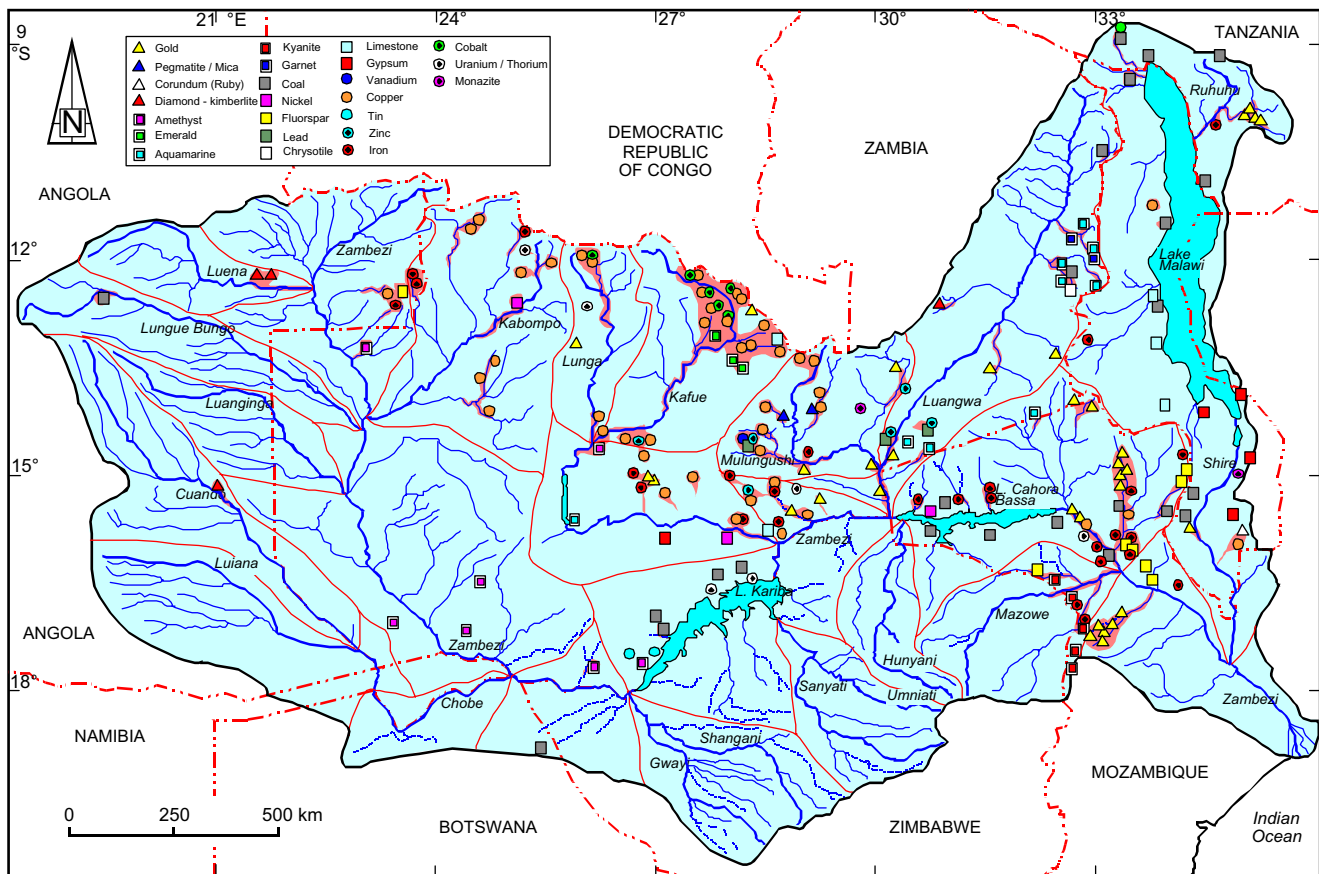 21 ° E
24°
27°
30°
33°
9
°S
12°
15°
18°
N
Gold
Pegmatite / Mica
Corundum (Ruby)
Diamond - kimberlite
Amethyst
Emerald
Aquamarine
Kyanite
Garnet
Coal
Nickel
Fluorspar
Lead
Chrysotile
Limestone
Gypsum
Vanadium
Copper
Tin
Zinc
Iron
Cobalt
Uranium / Thorium
Monazite
TANZANIA
Ruhuhu
DEMOCRATIC
REPUBLIC
OF CONGO
ZAMBIA
ANGOLA
Zambezi
Luena
Lake
Malawi
Lungue Bungo
Kabompo
Lunga
Luanginga
Kafue
Luangwa
Mulungushi
Shire
Cuando
L. Cahora
Bassa
Zambezi
Luiana
L. Kariba
Mazowe
ANGOLA
Zambezi
Hunyani
Sanyati
Umniati
Chobe
Zambezi
Shangani
NAMIBIA
Gwayi
MOZAMBIQUE
0
250
500 km
BOTSWANA
ZIMBABWE
Indian
Ocean